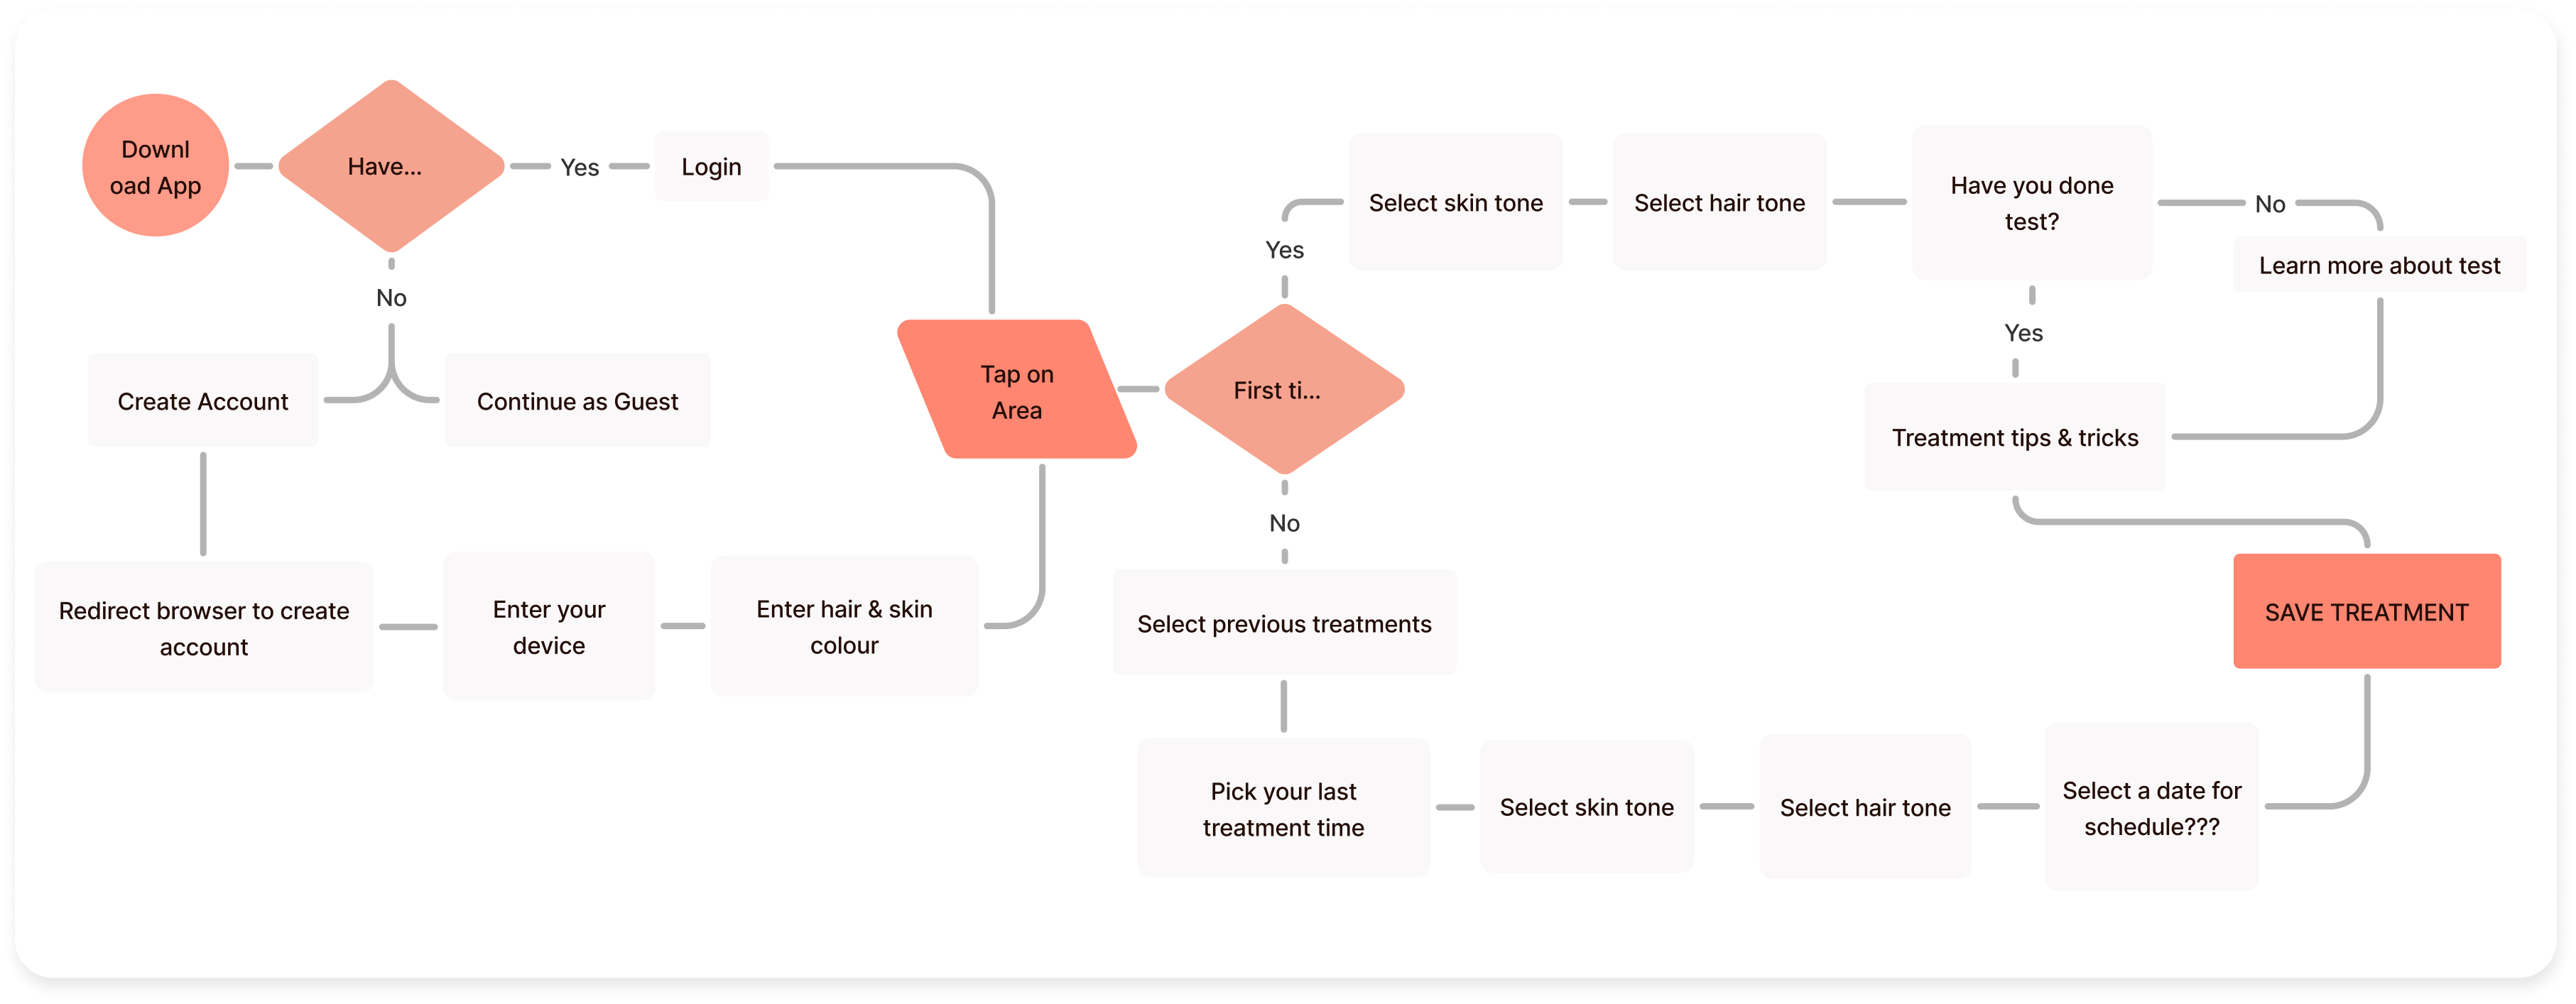 Downl
oad App
Have...
Yes
Login
No
Create Account
Continue as Guest
Redirect browser to create
account
Enter your
device
Enter hair & skin
colour
Tap on
Area
First ti...
Yes
Select skin tone
Select hair tone
Have you done
test?
No
Learn more about test
Yes
Treatment tips & tricks
No
Select previous treatments
Pick your last
treatment time
Select skin tone
Select hair tone
Select a date for
schedule???
SAVE TREATMENT